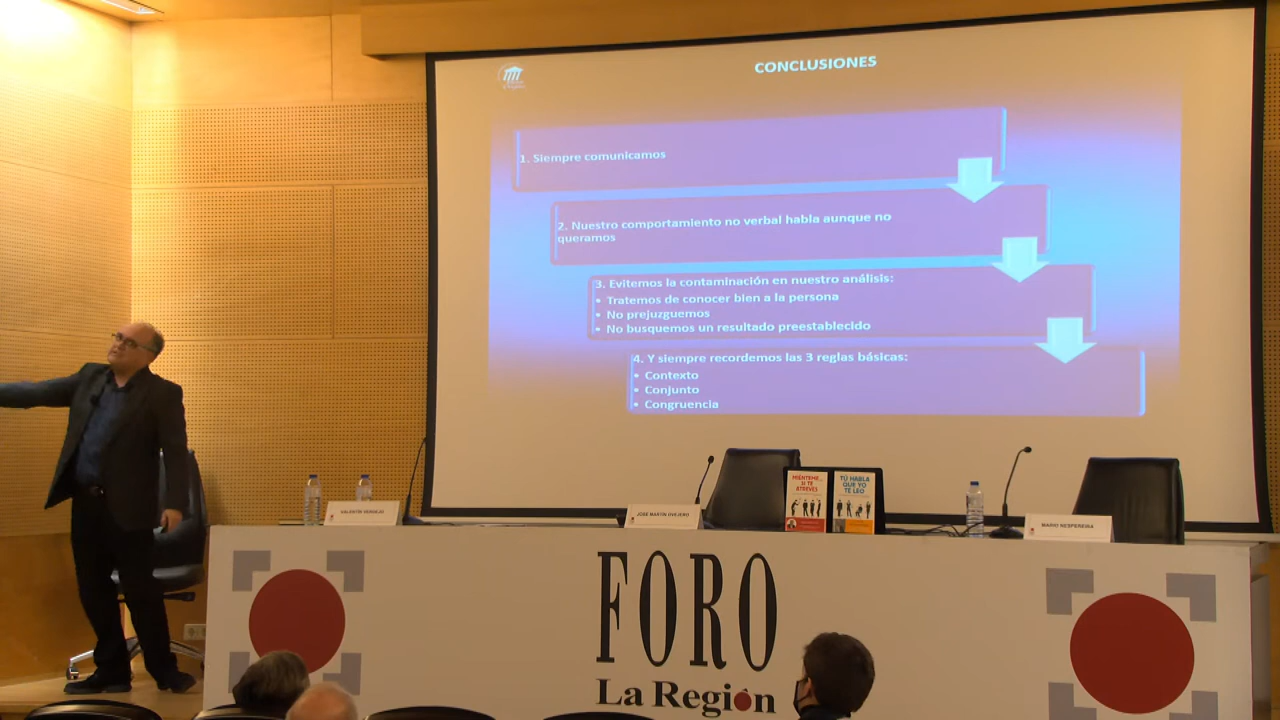 CONCLUSIONES
1. Siempre comunicamos
2. Nuestro comportamiento no verbal habla aunque no
queramos
3. Evitemos la contaminación en nuestro análisis:
• Tratemos de conocer bien a la persona
• No prejuzguemos
• No busquemos un resultado preestablecido
4. Y siempre recordemos las 3 reglas básicas:
• Contexto
• Conjunto
• Congruencia
MIÉNTEME...
SI TE
ATREVES
TÚ HABLA
QUE YO
TE LEO
JOSÉ MARTÍN OVEJERO
MARIO NESPEREIRA
FORO
La Región